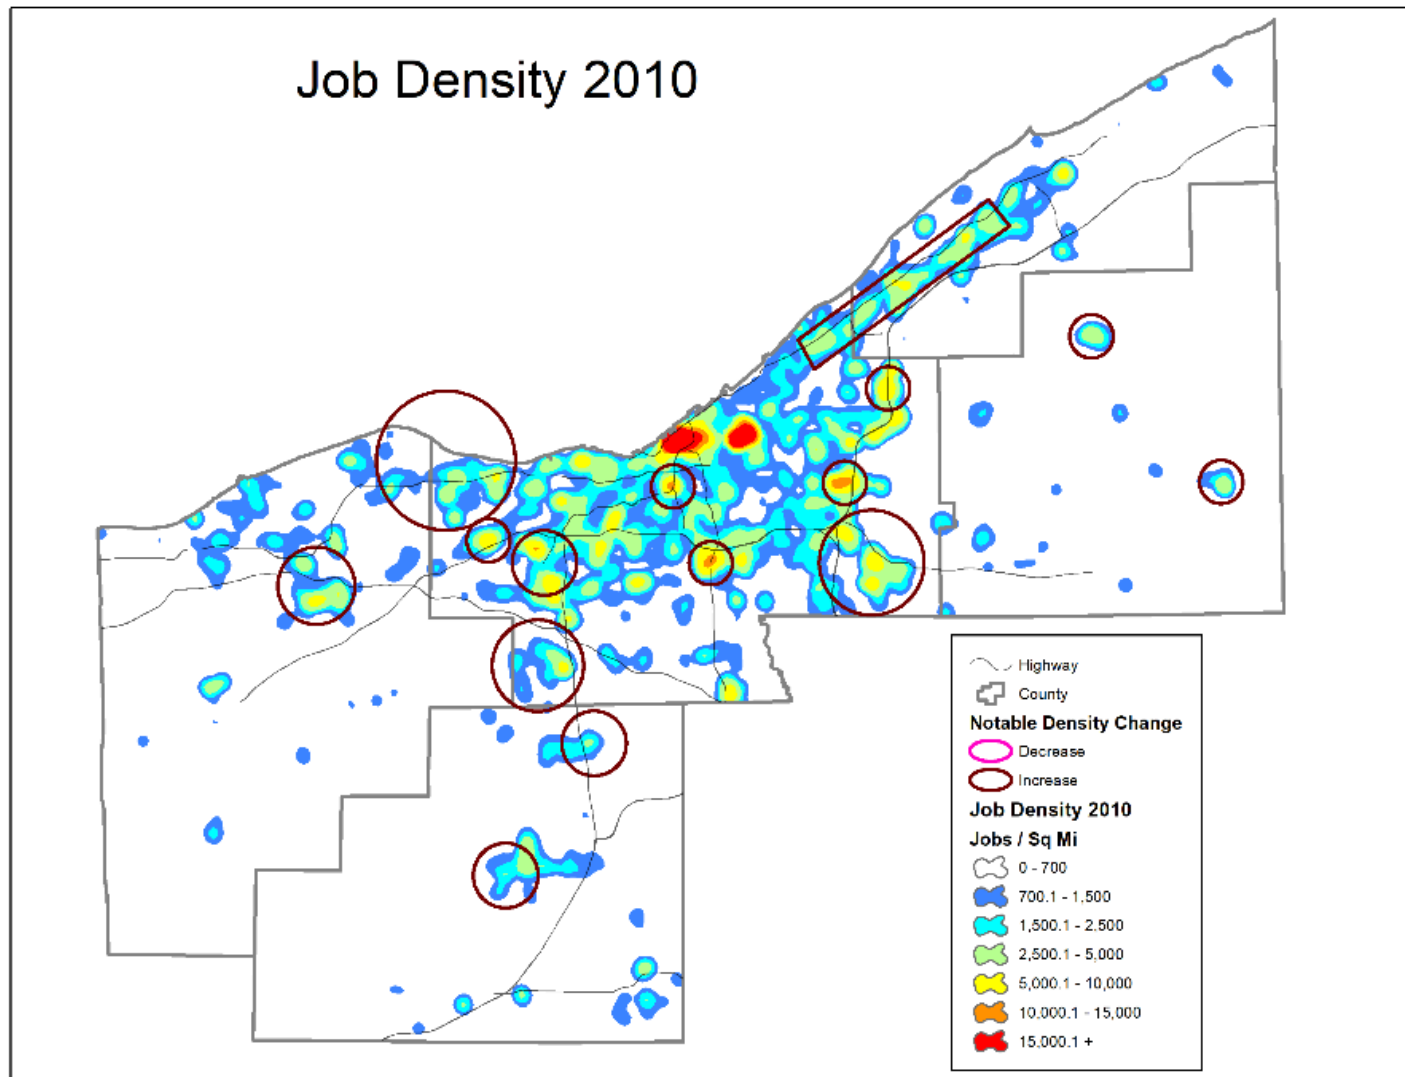 Job Density 2010
Highway
County
Notable Density Change
Decrease
Increase
Job Density 2010
Jobs / Sq Mi
0 - 700
700.1 - 1,500
1,500.1 - 2.500
2,500.1 - 5,000
5,000.1 - 10,000
10.000.1 - 15,000
15,000.1 +